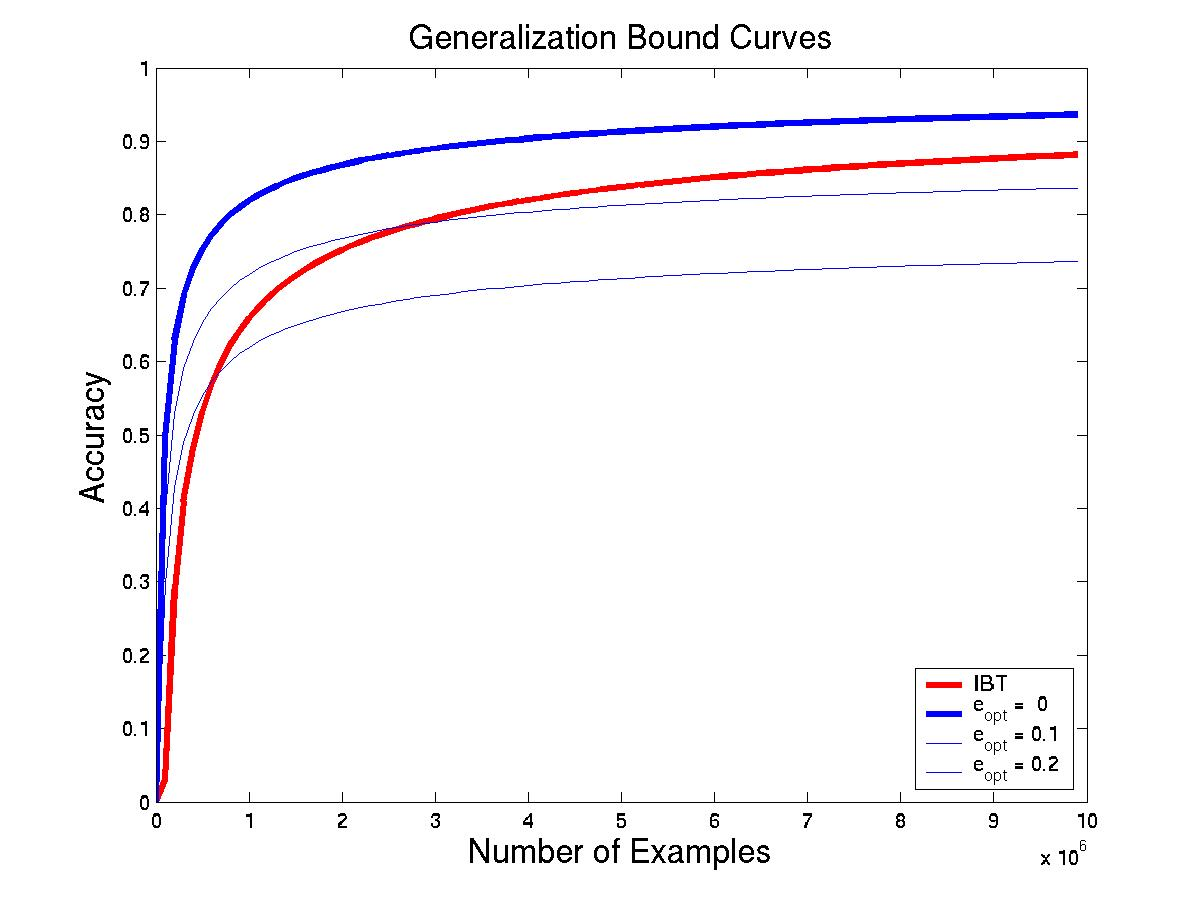 Generalization Bound Curves
1
0.9
0.8
0.7
0.6
0.5
0.4
0.3
0.2
0.1
0
Accuracy
IBT
e_opt = 0
e_opt = 0.1
e_opt = 0.2
0 1 2 3 4 5 6 7 8 9 10
Number of Examples
x 10^6